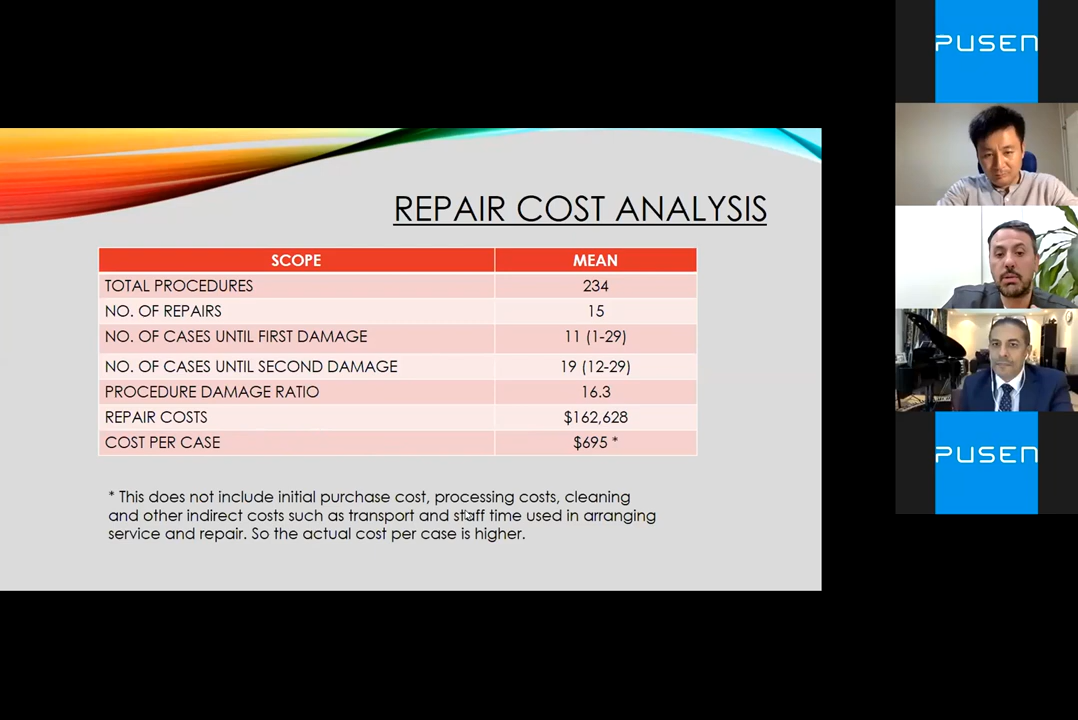 PUSEN
REPAIR COST ANALYSIS
SCOPE MEAN
TOTAL PROCEDURES 234
NO. OF REPAIRS 15
NO. OF CASES UNTIL FIRST DAMAGE 11 (1-29)
NO. OF CASES UNTIL SECOND DAMAGE 19 (12-29)
PROCEDURE DAMAGE RATIO 16.3
REPAIR COSTS $162,628
COST PER CASE $695 *
* This does not include initial purchase cost, processing costs, cleaning
and other indirect costs such as transport and staff time used in arranging
service and repair. So the actual cost per case is higher.
PUSEN